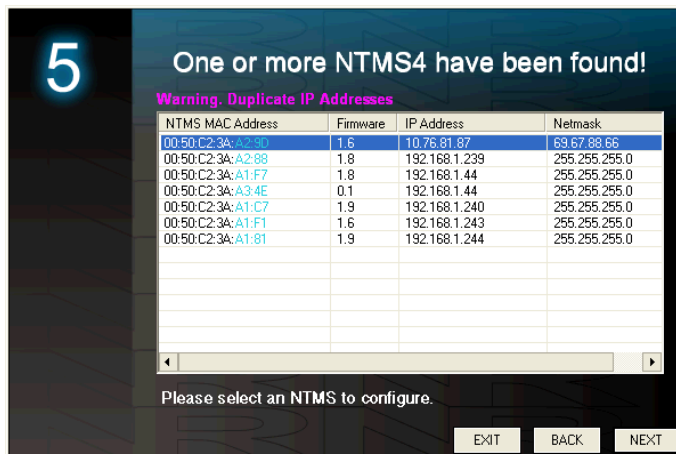 5
One or more NTMS4 have been found!
Warning. Duplicate IP Addresses
NTMS MAC Address Firmware IP Address Netmask
00:50:C2:3A:A2:9D 1.6 10.76.81.87 69.67.88.66
00:50:C2:3A:A2:88 1.8 192.168.1.239 255.255.255.0
00:50:C2:3A:A1:F7 1.8 192.168.1.44 255.255.255.0
00:50:C2:3A:A3:4E 0.1 192.168.1.44 255.255.255.0
00:50:C2:3A:A1:C7 1.9 192.168.1.240 255.255.255.0
00:50:C2:3A:A1:F1 1.6 192.168.1.243 255.255.255.0
00:50:C2:3A:A1:81 1.9 192.168.1.244 255.255.255.0
Please select an NTMS to configure.
EXIT BACK NEXT